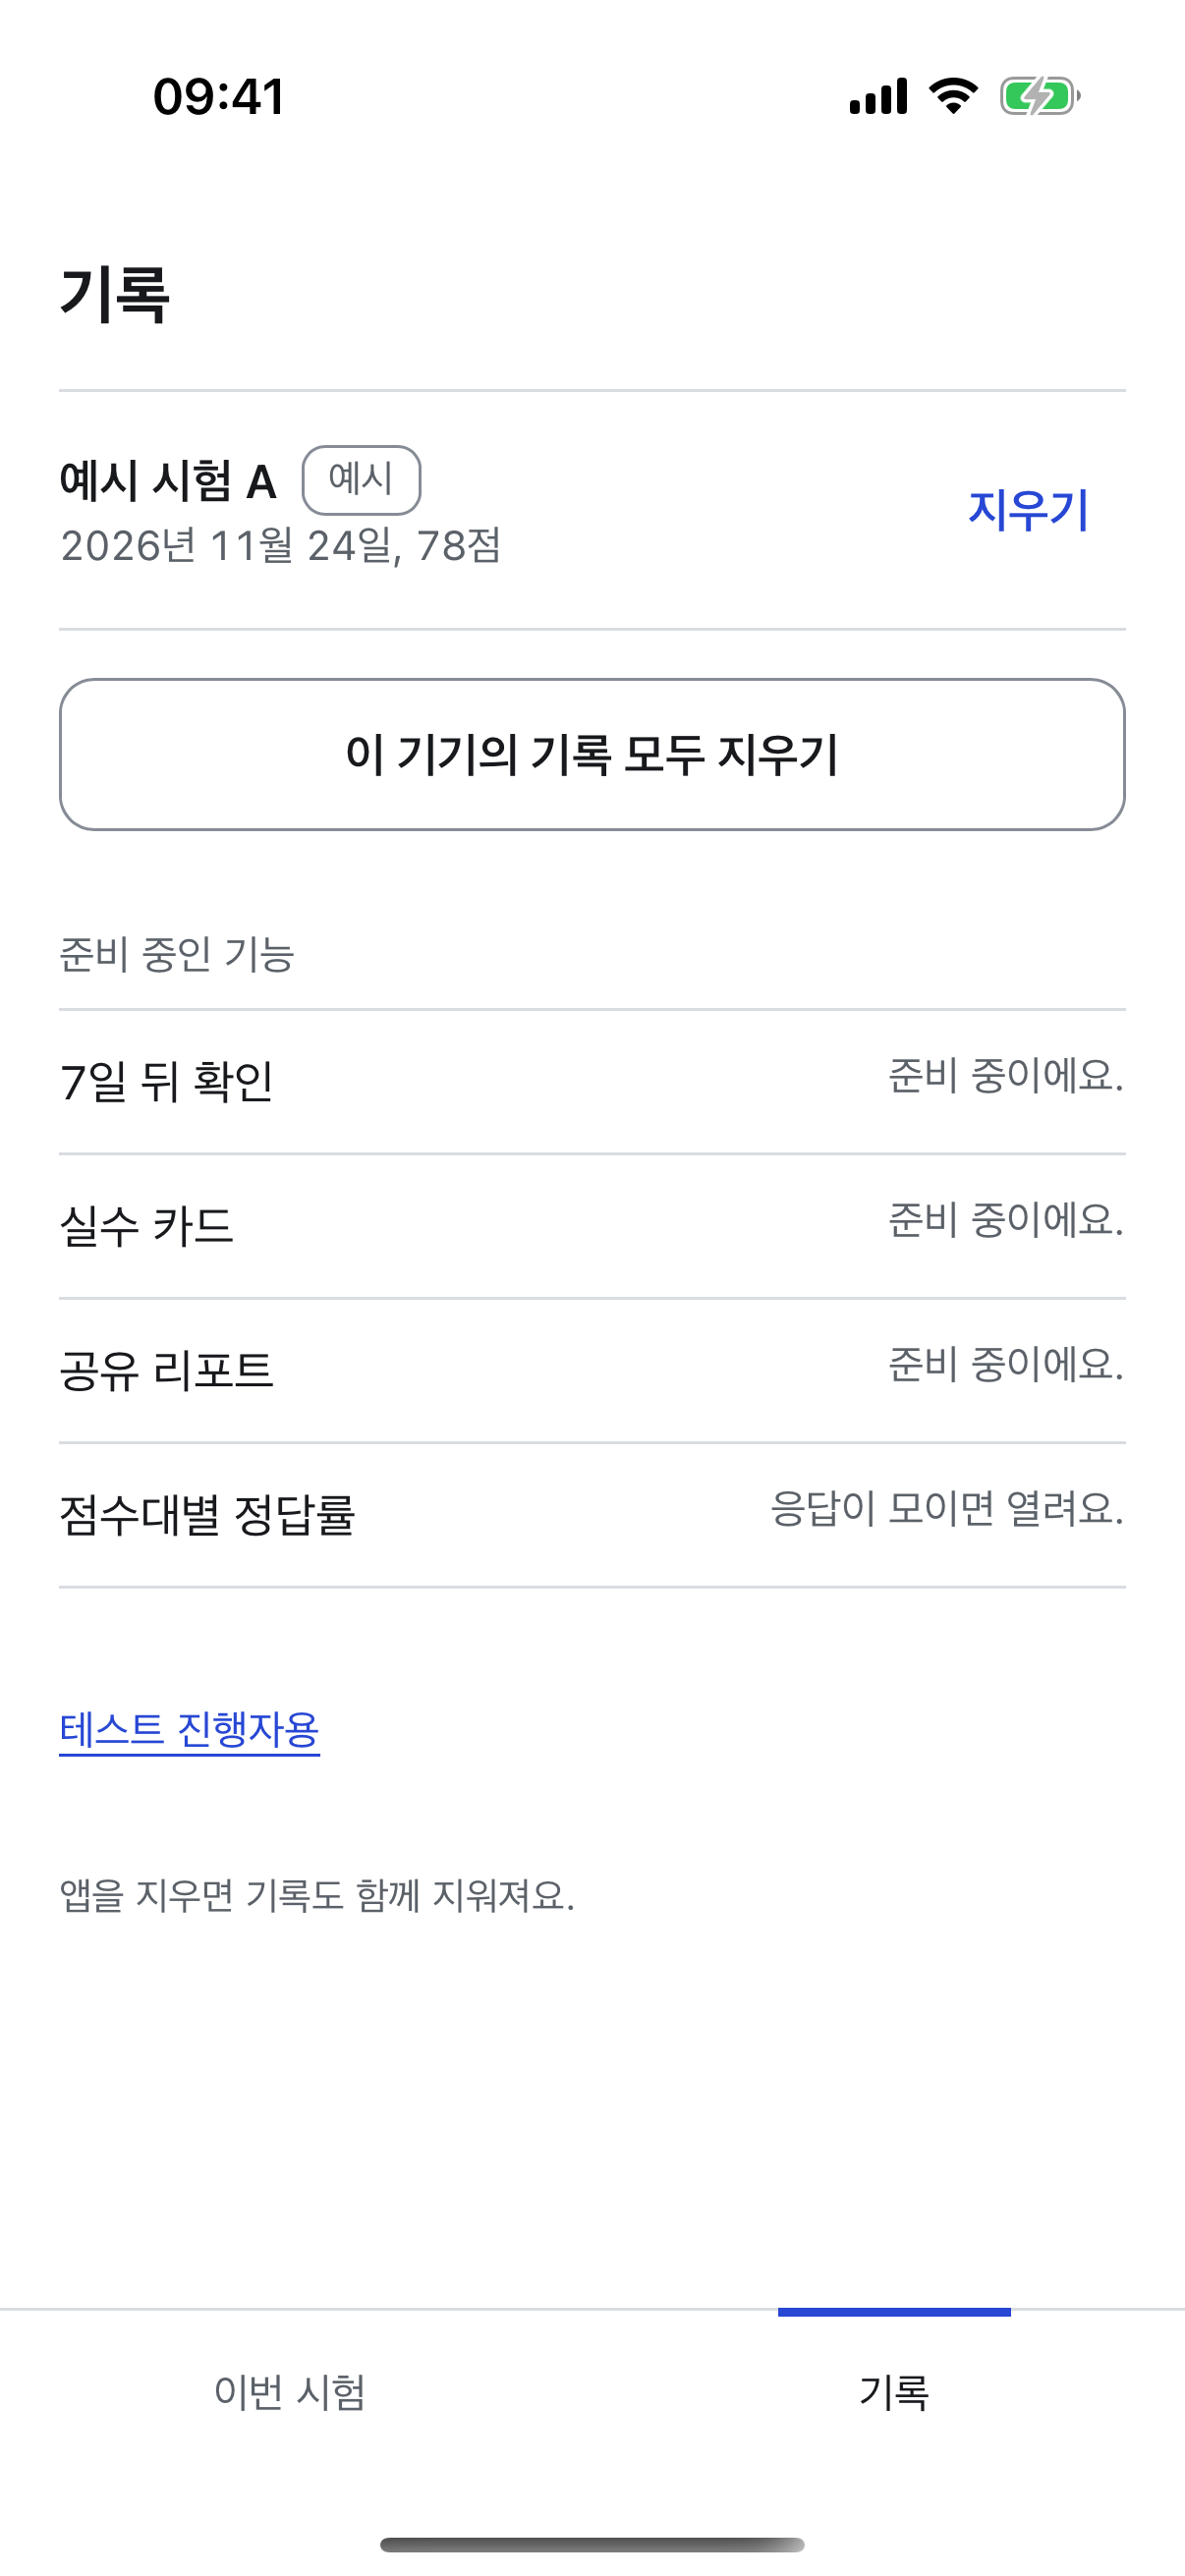 09:41
기록
예시 시험 A 예시
2026년 11월 24일, 78점
지우기
이 기기의 기록 모두 지우기
준비 중인 기능
7일 뒤 확인 준비 중이에요.
실수 카드 준비 중이에요.
공유 리포트 준비 중이에요.
점수대별 정답률 응답이 모이면 열려요.
테스트 진행자용
앱을 지우면 기록도 함께 지워져요.
이번 시험 기록